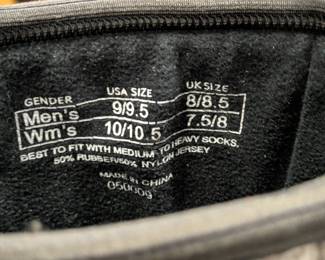 GENDER USA SIZE UK SIZE
Men's 9/9.5 8/8.5
Wm's 10/10.5 7.5/8
BEST TO FIT WITH MEDIUM TO HEAVY SOCKS.
50% RUBBER/50% NYLON JERSEY
MADE IN CHINA